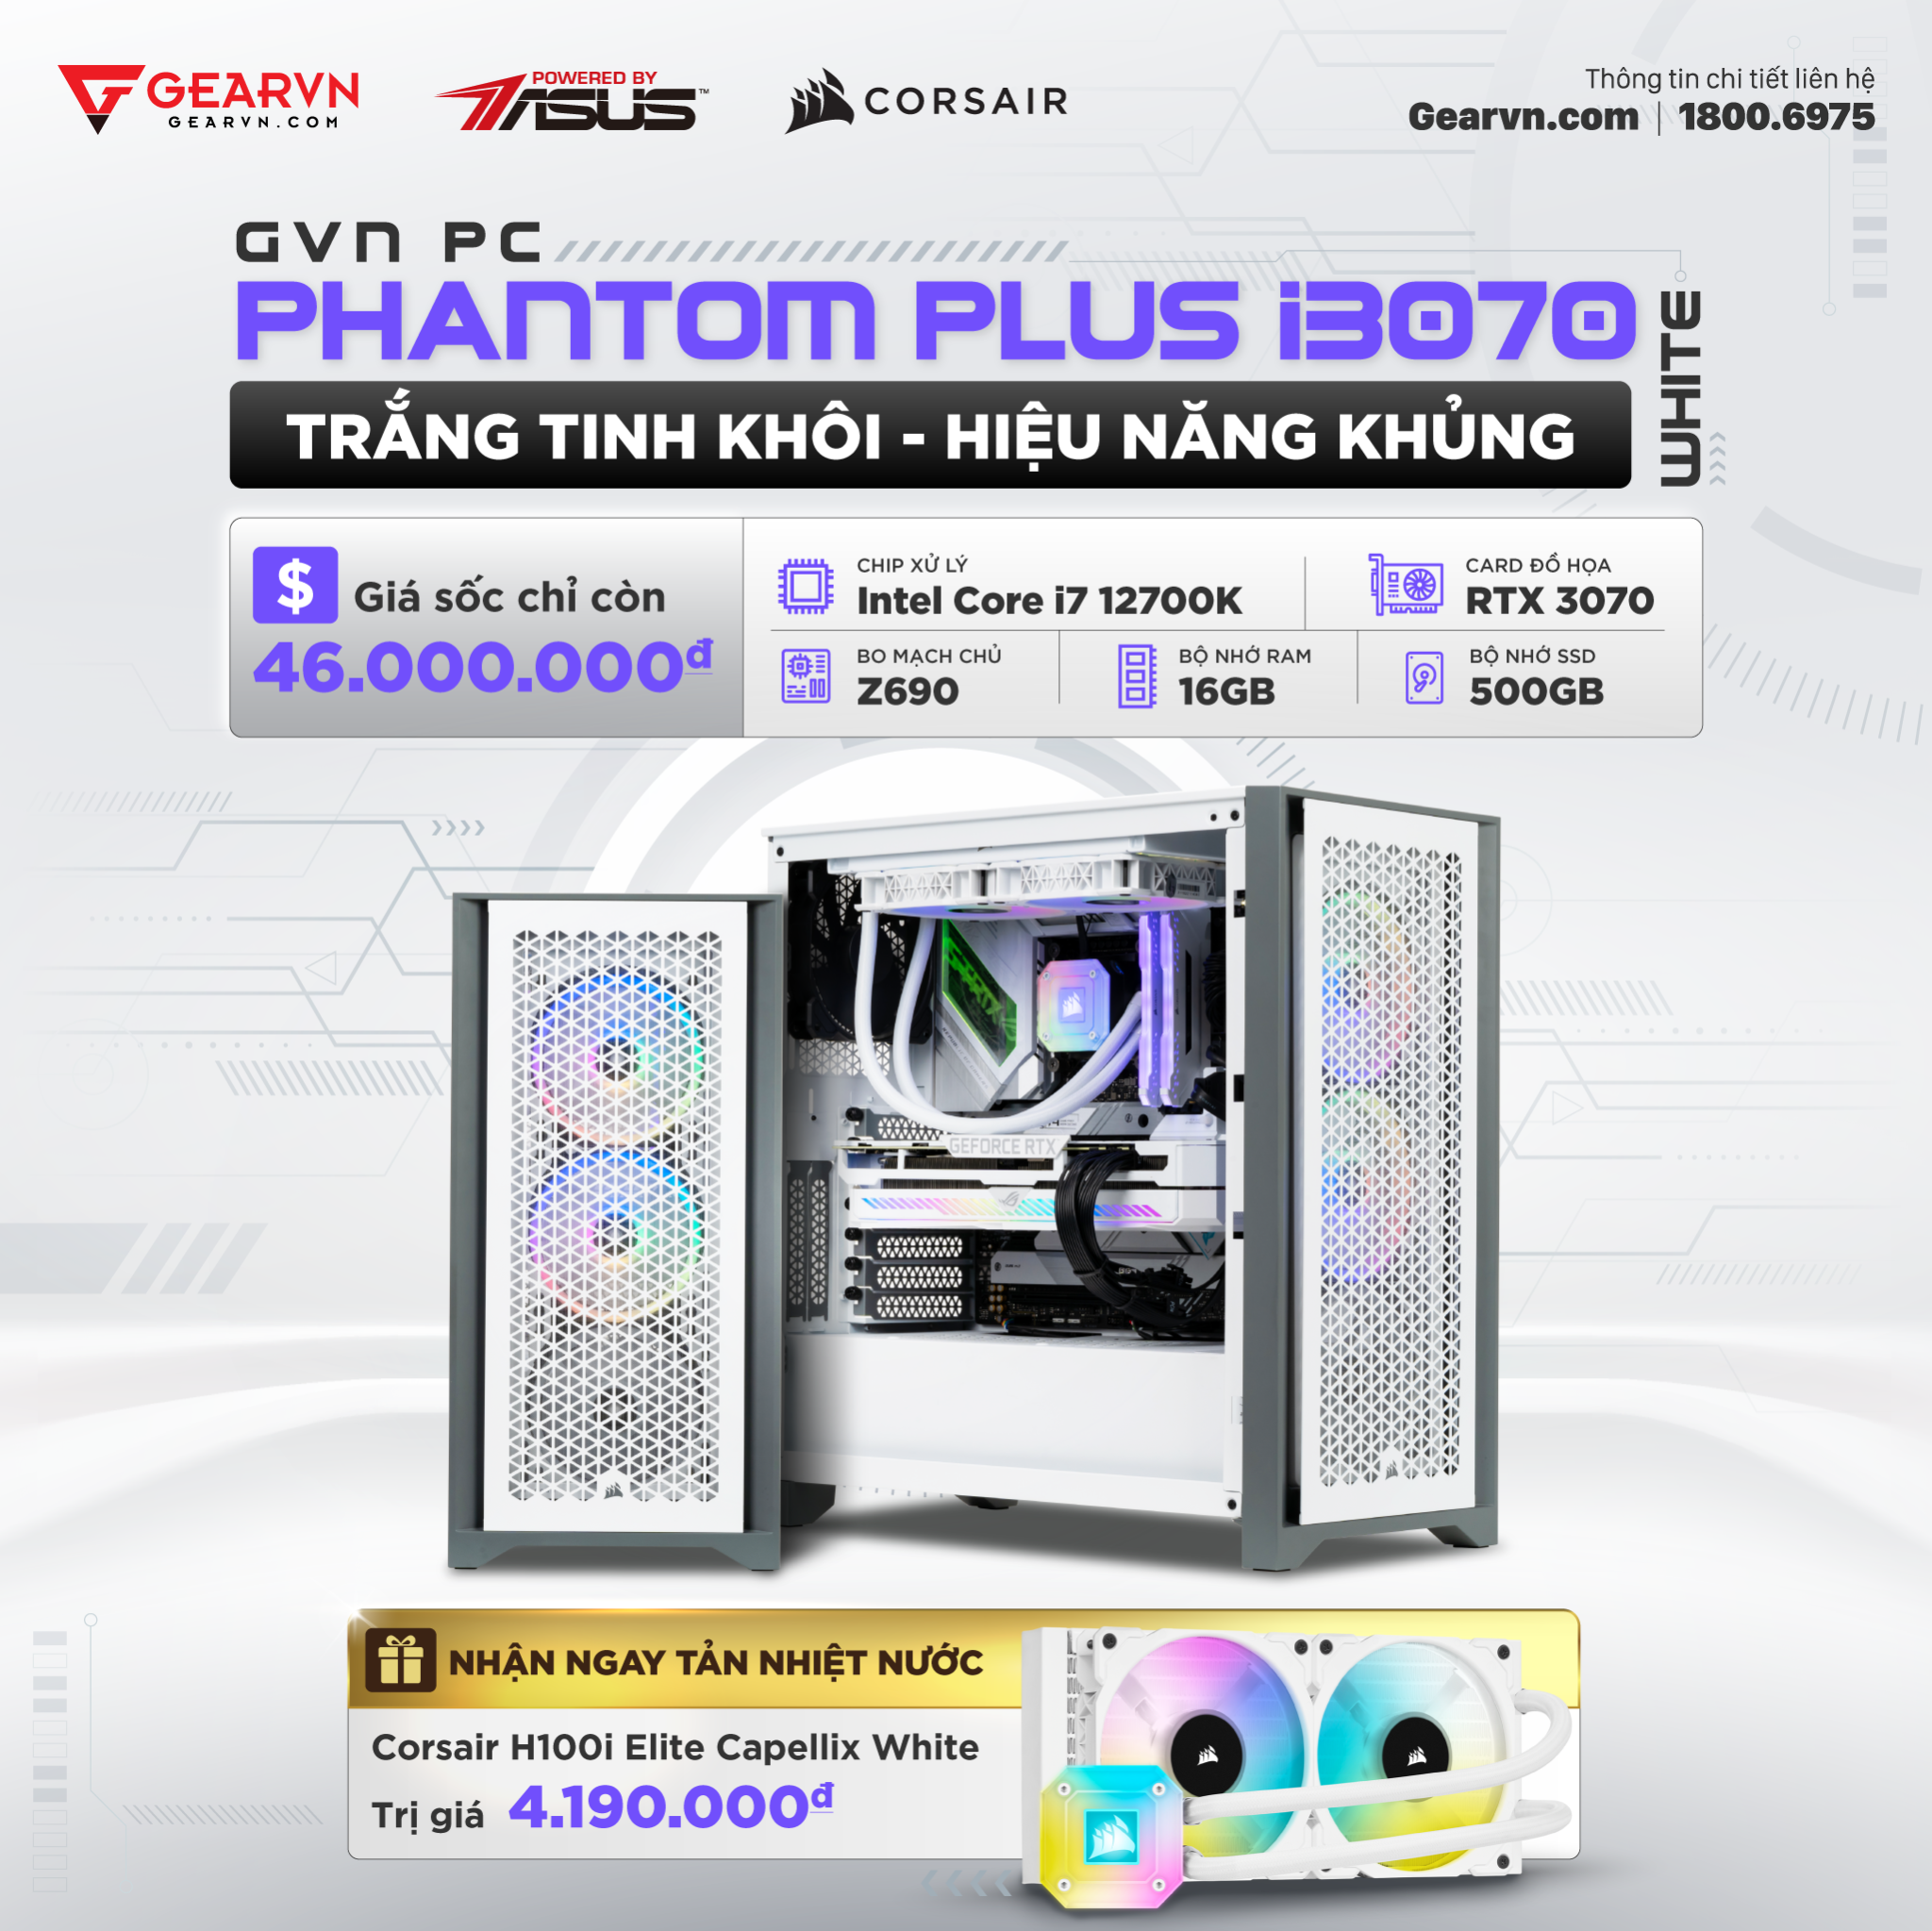 GEARVN
GEARVN.COM
POWERED BY
ASUS™
CORSAIR
Thông tin chi tiết liên hệ
Gearvn.com | 1800.6975
GVN PC
PHANTOM PLUS i3070
WHITE
TRẮNG TINH KHÔI - HIỆU NĂNG KHỦNG
$ Giá sốc chỉ còn
46.000.000đ
CHIP XỬ LÝ
Intel Core i7 12700K
CARD ĐỒ HỌA
RTX 3070
BO MẠCH CHỦ
Z690
BỘ NHỚ RAM
16GB
BỘ NHỚ SSD
500GB
GEFORCE RTX
NHẬN NGAY TẢN NHIỆT NƯỚC
Corsair H100i Elite Capellix White
Trị giá 4.190.000đ